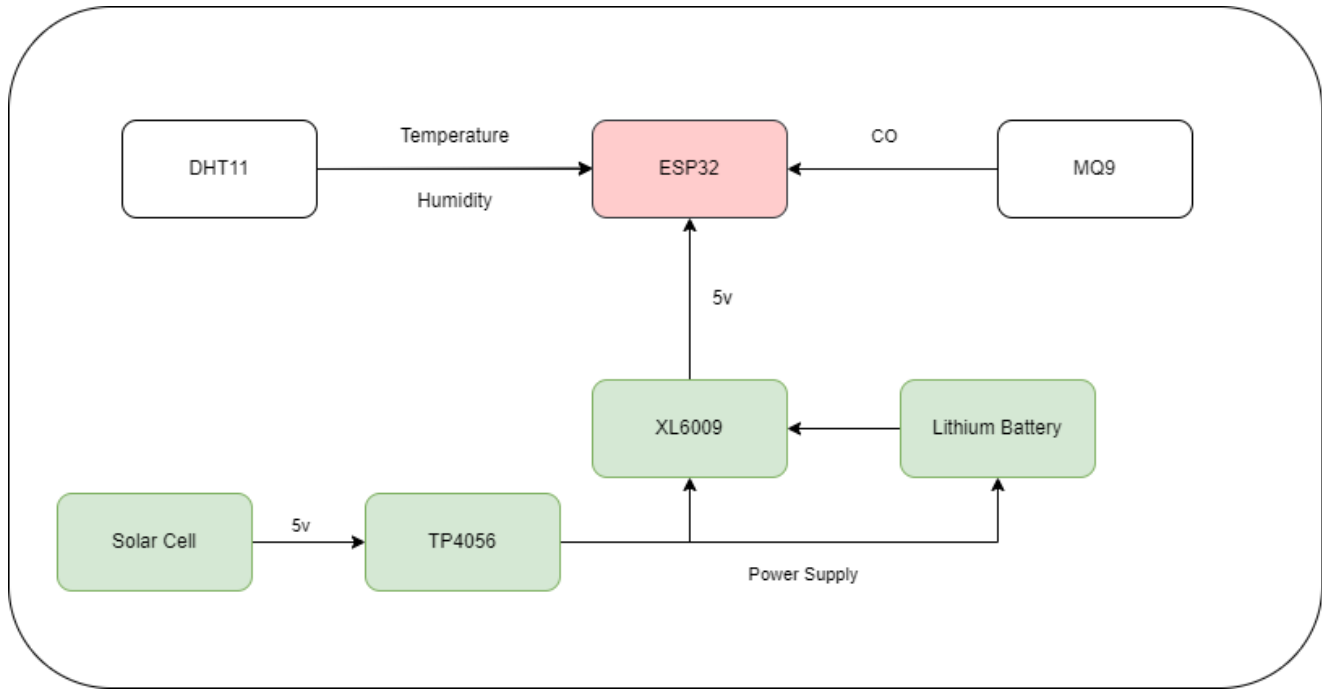 Temperature
CO
DHT11
ESP32
MQ9
Humidity
5v
XL6009
Lithium Battery
5v
Solar Cell
TP4056
Power Supply